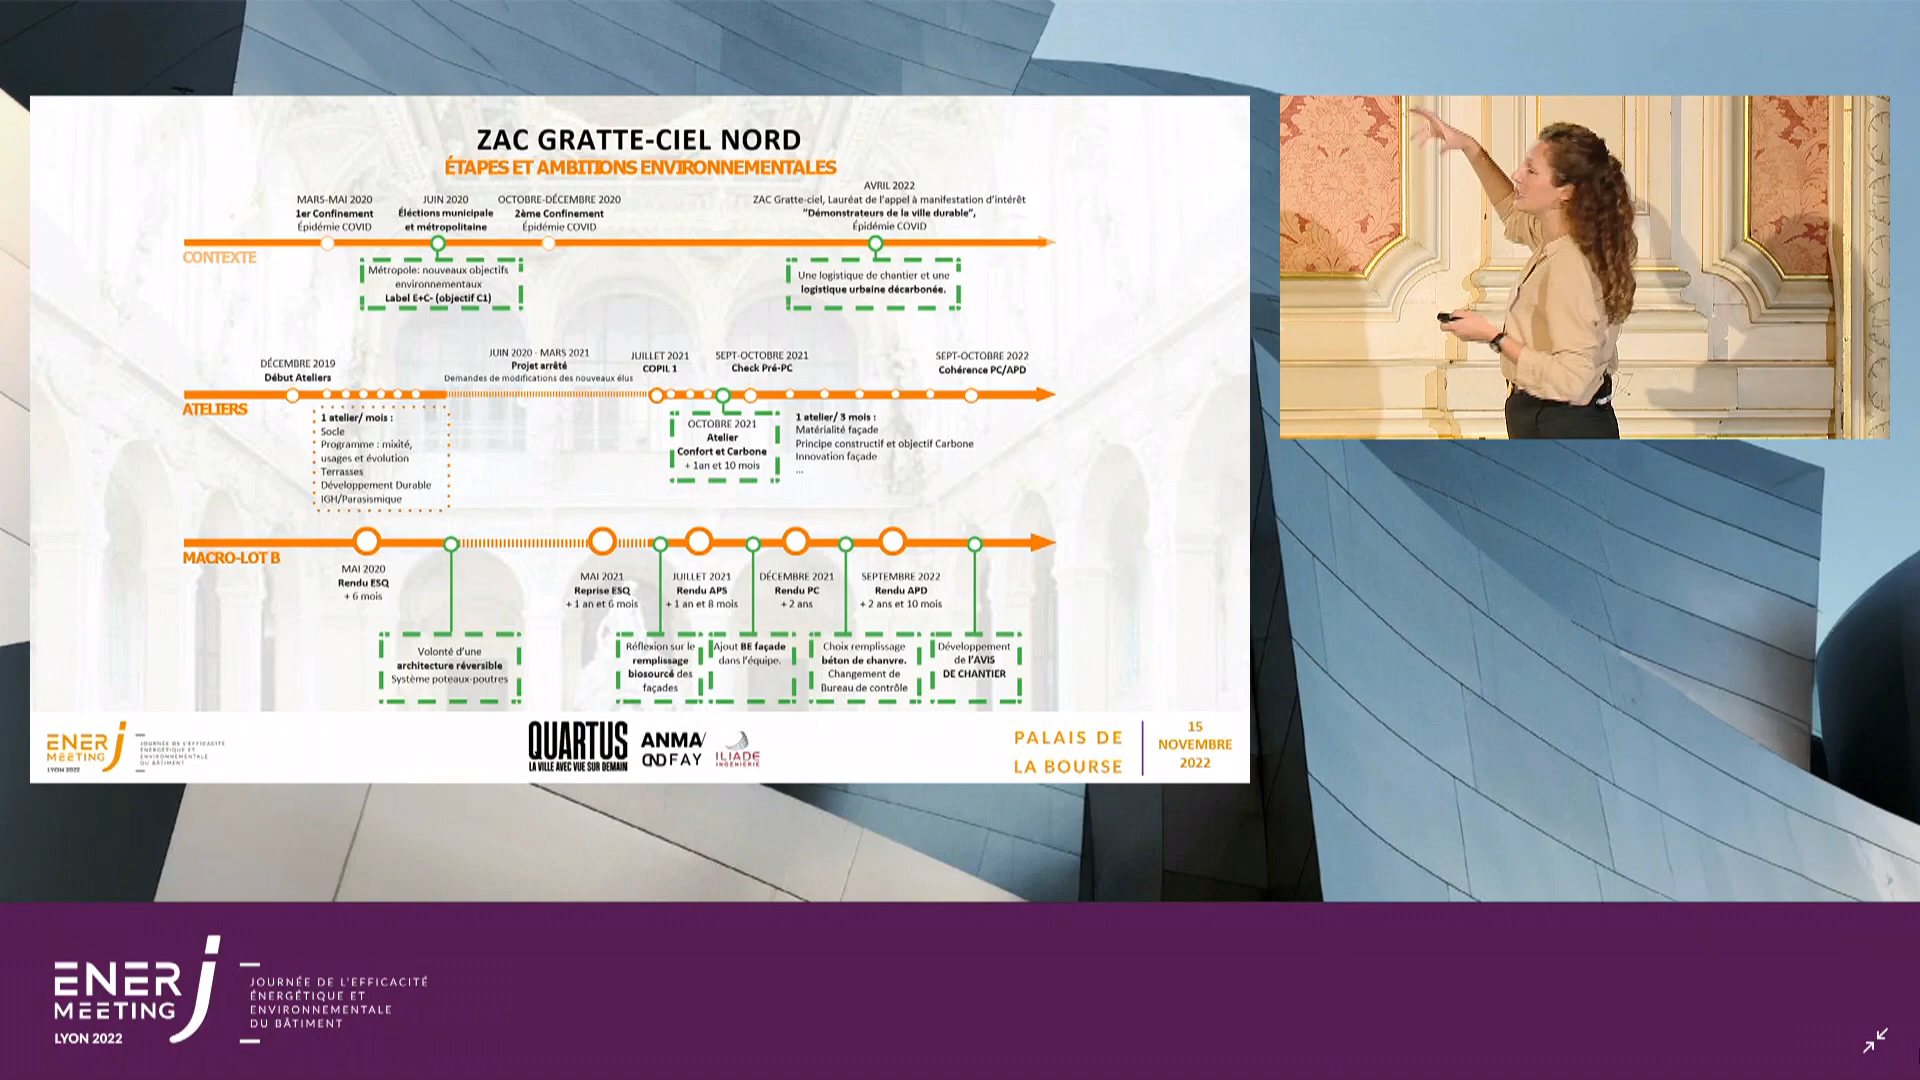 ZAC GRATTE-CIEL NORD
ÉTAPES ET AMBITIONS ENVIRONNEMENTALES
MARS-MAI 2020
1er Confinement
Épidémie COVID
JUIN 2020
Éléctions municipale
et métropolitaine
OCTOBRE-DÉCEMBRE 2020
2ème Confinement
Épidémie COVID
AVRIL 2022
ZAC Gratte-ciel, Lauréat de l'appel à manifestation d'intérêt
"Démonstrateurs de la ville durable",
Épidémie COVID
CONTEXTE
Métropole: nouveaux objectifs
environnementaux
Label E+C- (objectif C1)
Une logistique de chantier et une
logistique urbaine décarbonée.
DÉCEMBRE 2019
Début Ateliers
JUIN 2020 - MARS 2021
Projet arrêté
Demandes de modifications des nouveaux élus
JUILLET 2021
COPIL 1
SEPT-OCTOBRE 2021
Check Pré-PC
SEPT-OCTOBRE 2022
Cohérence PC/APD
ATELIERS
1 atelier/ mois :
Socle
Programme : mixité,
usages et évolution
Terrasses
Développement Durable
IGH/Parasismique
OCTOBRE 2021
Atelier
Confort et Carbone
+ 1an et 10 mois
1 atelier/ 3 mois :
Matérialité façade
Principe constructif et objectif Carbone
Innovation façade
...
MACRO-LOT B
MAI 2020
Rendu ESQ
+ 6 mois
MAI 2021
Reprise ESQ
+ 1 an et 6 mois
JUILLET 2021
Rendu APS
+ 1 an et 8 mois
DÉCEMBRE 2021
Rendu PC
+ 2 ans
SEPTEMBRE 2022
Rendu APD
+ 2 ans et 10 mois
Volonté d'une
architecture réversible
Système poteaux-poutres
Réflexion sur le
remplissage
biosourcé des
façades
Ajout BE façade
dans l'équipe.
Choix remplissage
béton de chanvre.
Changement de
Bureau de contrôle
Développement
de l'AVIS
DE CHANTIER
ENER J
MEETING
LYON 2022
JOURNÉE DE L'EFFICACITÉ
ÉNERGÉTIQUE ET
ENVIRONNEMENTALE
DU BÂTIMENT
QUARTUS
LA VILLE AVEC VUE SUR DEMAIN
ANMA/
OND FAY
ILIADE
INGÉNIERIE
PALAIS DE
LA BOURSE
15
NOVEMBRE
2022
ENER J
MEETING
LYON 2022
JOURNÉE DE L'EFFICACITÉ
ÉNERGÉTIQUE ET
ENVIRONNEMENTALE
DU BÂTIMENT